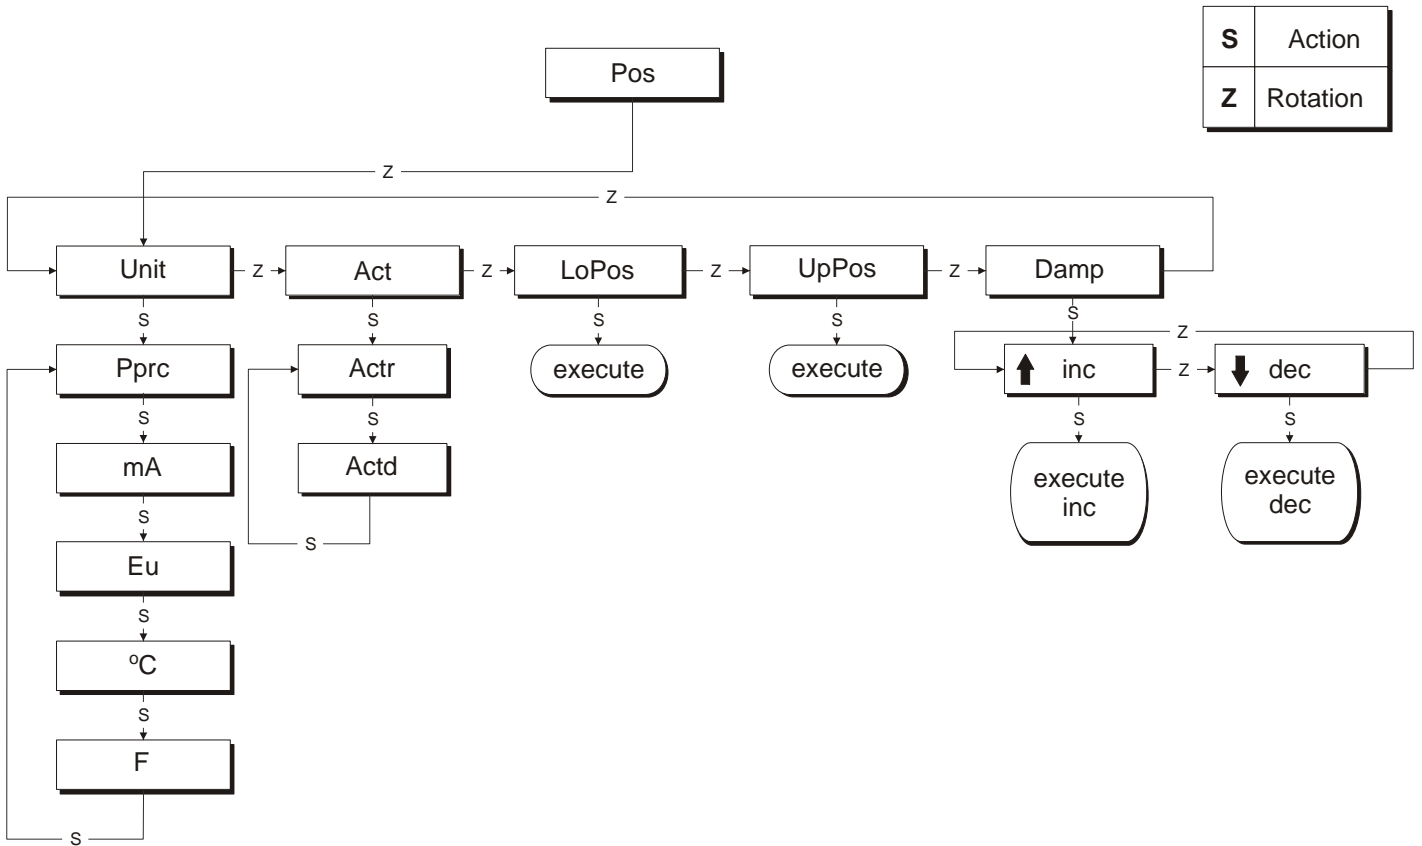 S Action
Pos
Z Rotation
Z
Z
Unit Z Act Z LoPos Z UpPos Z Damp
S S S S S
Z
Pprc Actr execute execute inc Z dec
S S S S
mA Actd execute inc execute dec
S
S
Eu
S
ºC
S
F
S